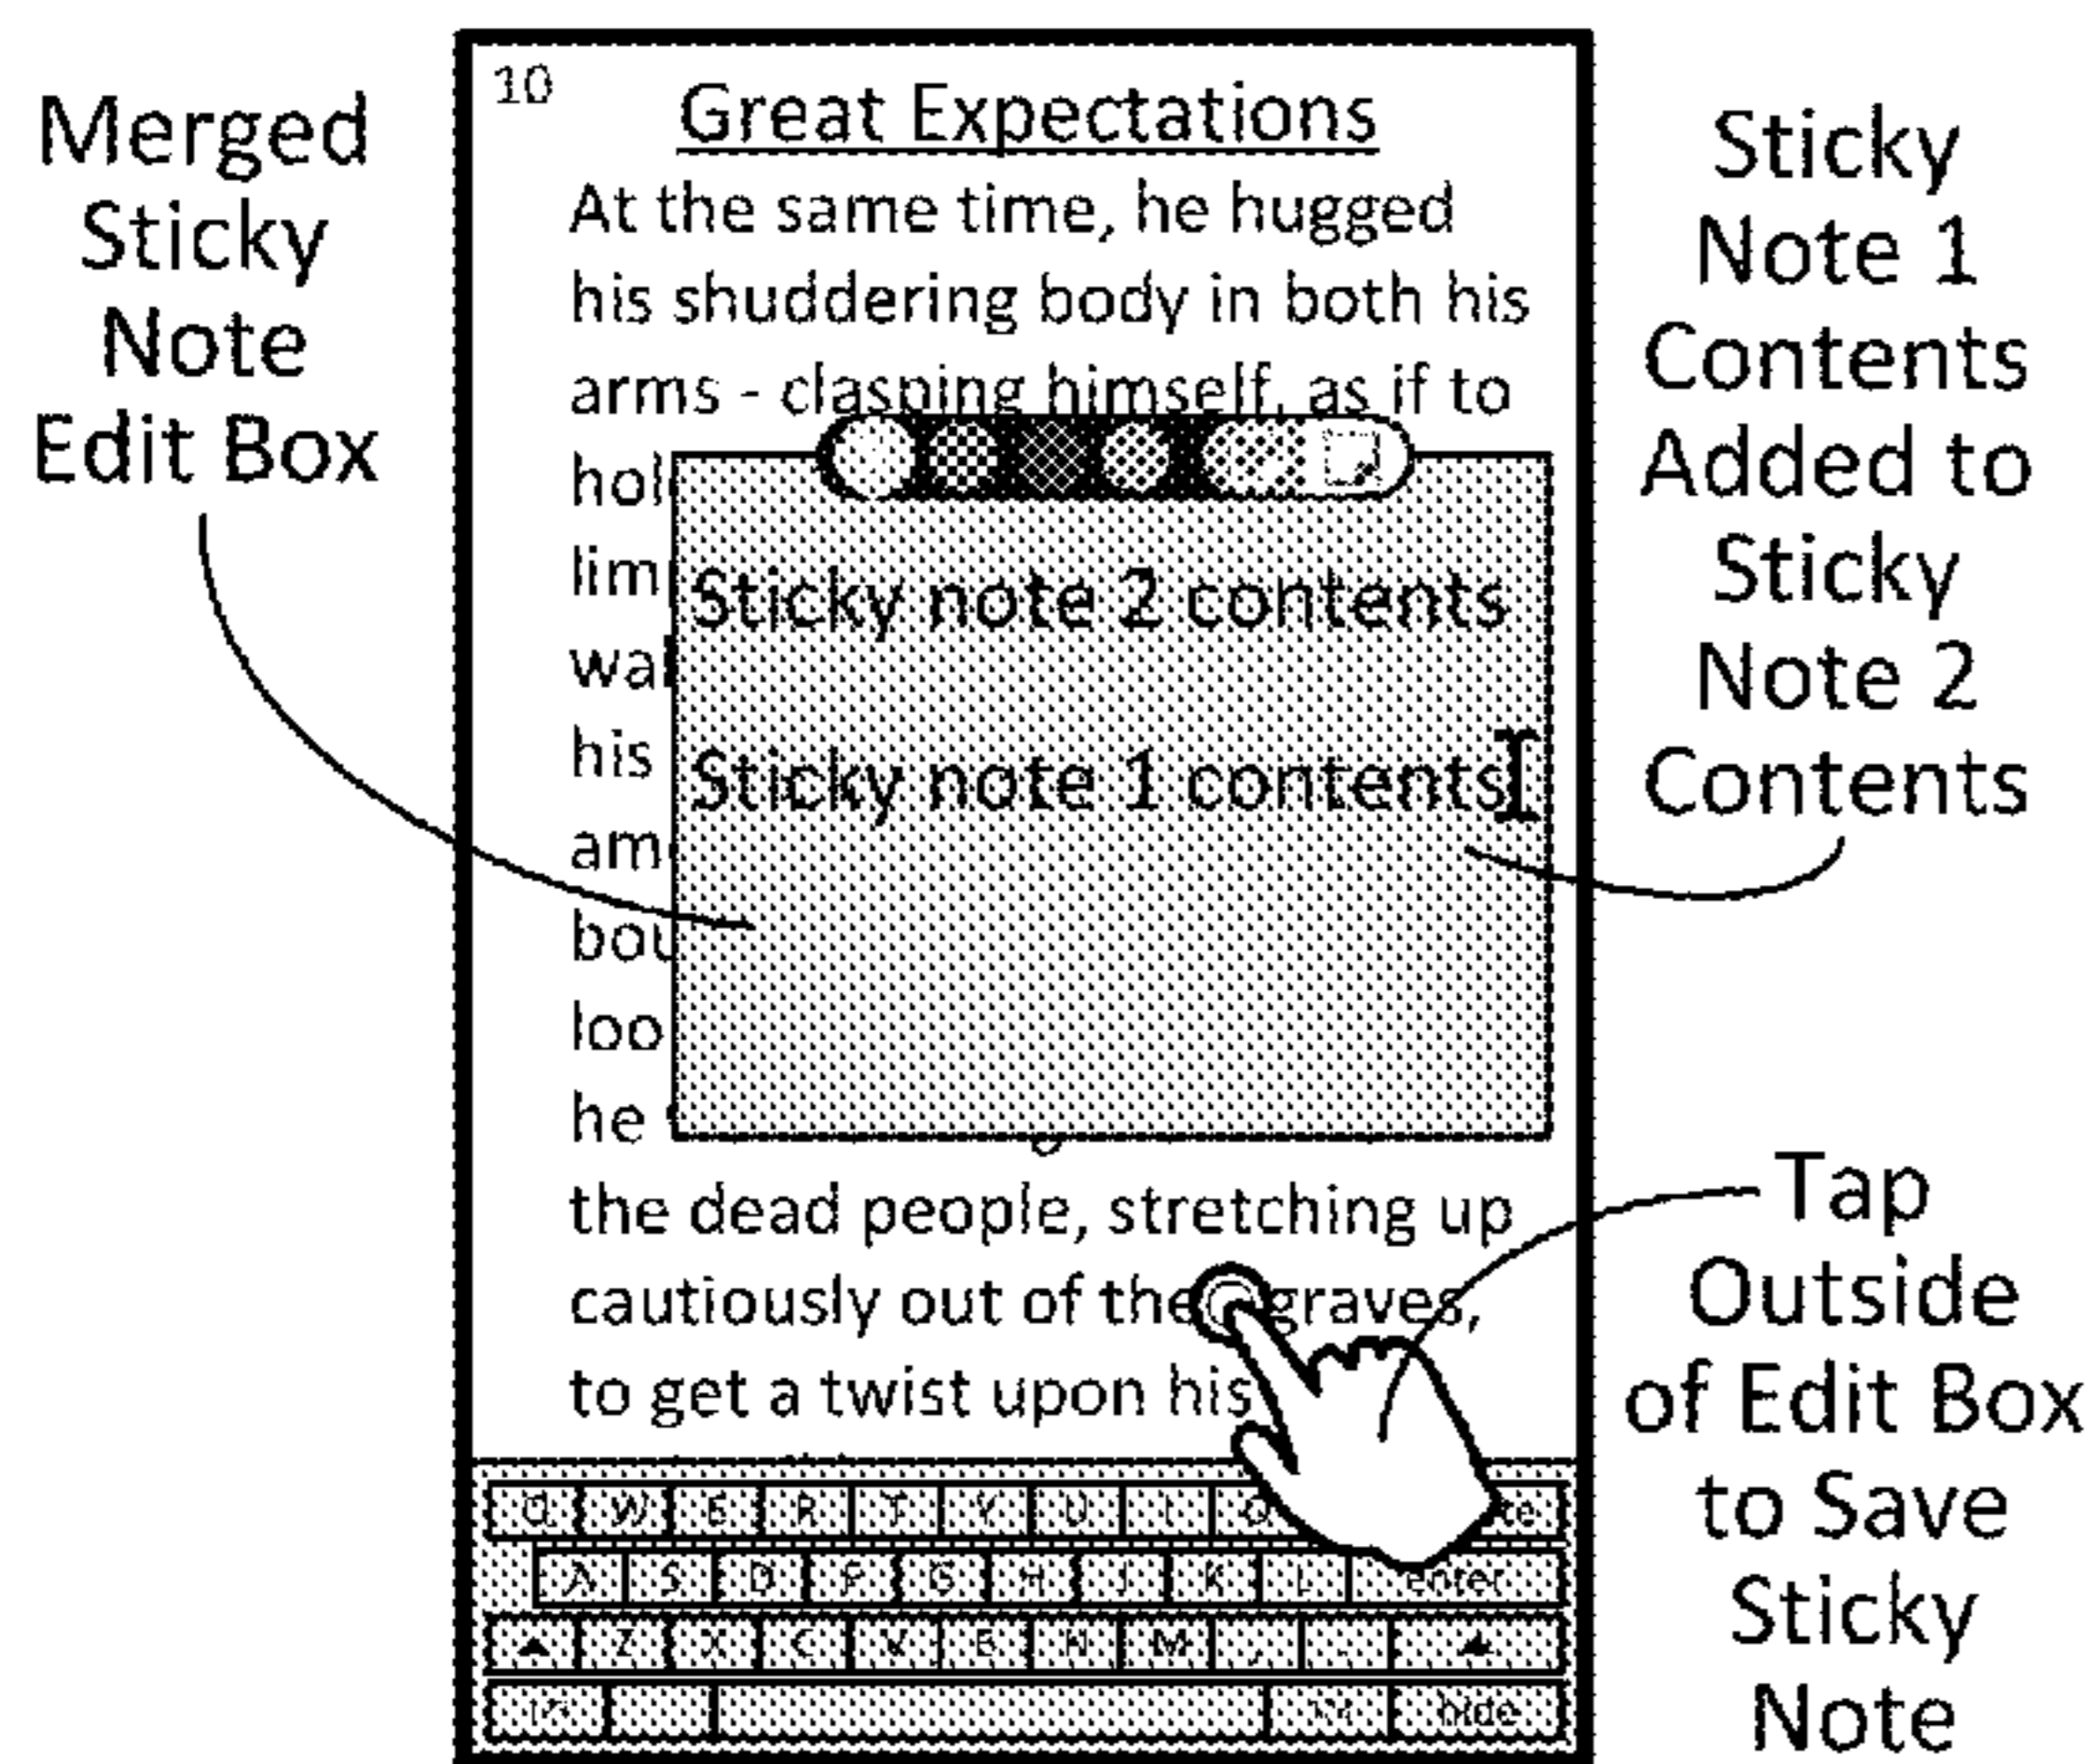 Merged
Sticky
Note
Edit Box
10
Great Expectations
At the same time, he hugged
his shuddering body in both his
arms - clasping himself, as if to
hol
lim
wal
his
am
bou
loo
he
the dead people, stretching up
cautiously out of the graves,
to get a twist upon his
Sticky note 2 contents
Sticky note 1 contents
Q W E R T Y U I O te
A S D F G H J K L enter
Z X C V B N M , .
hide
Sticky
Note 1
Contents
Added to
Sticky
Note 2
Contents
Tap
Outside
of Edit Box
to Save
Sticky
Note